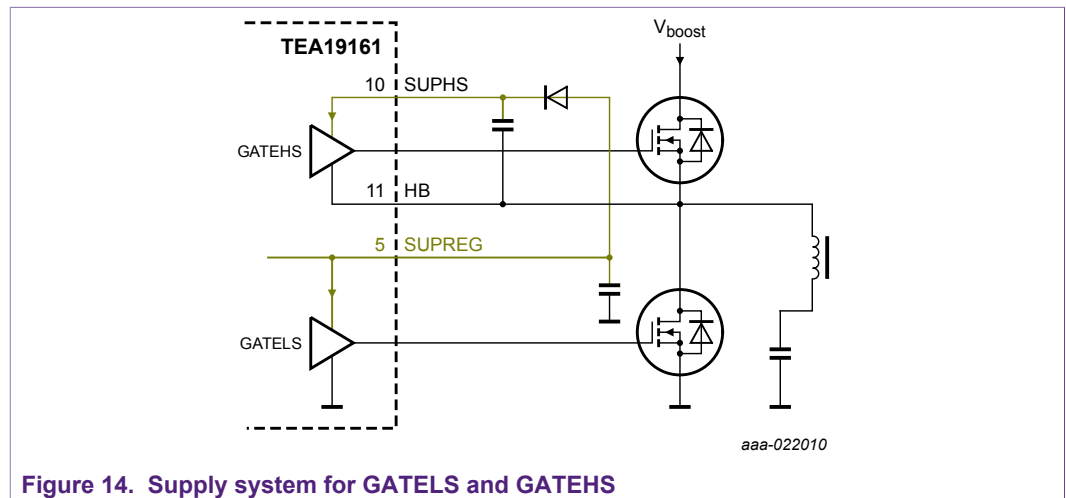 V_boost
TEA19161
10 SUPHS
GATEHS
11 HB
5 SUPREG
GATELS
aaa-022010
Figure 14. Supply system for GATELS and GATEHS